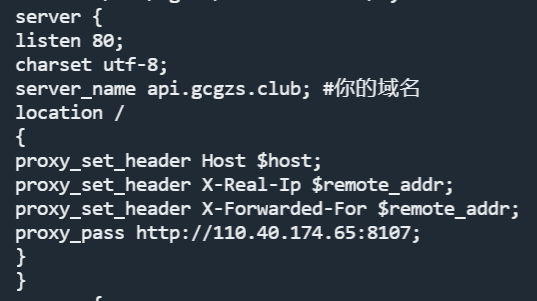 server {
listen 80;
charset utf-8;
server_name api.gcgzs.club; #你的域名
location /
{
proxy_set_header Host $host;
proxy_set_header X-Real-Ip $remote_addr;
proxy_set_header X-Forwarded-For $remote_addr;
proxy_pass http://110.40.174.65:8107;
}
}